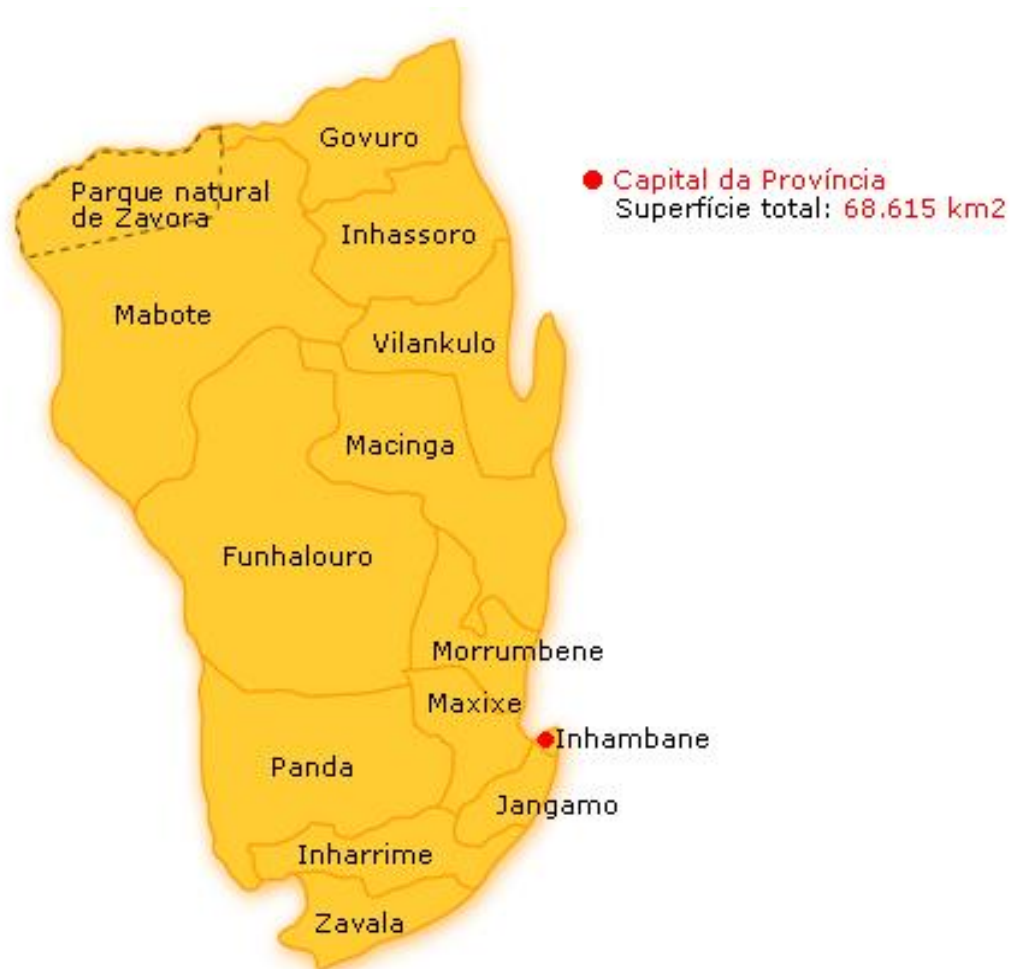 Govuro
Parque natural
de Zavora
● Capital da Província
Superfície total: 68.615 km2
Inhassoro
Mabote
Vilankulo
Macinga
Funhalouro
Morrumbene
Maxixe
Inhambane
Panda
Jangamo
Inharrime
Zavala